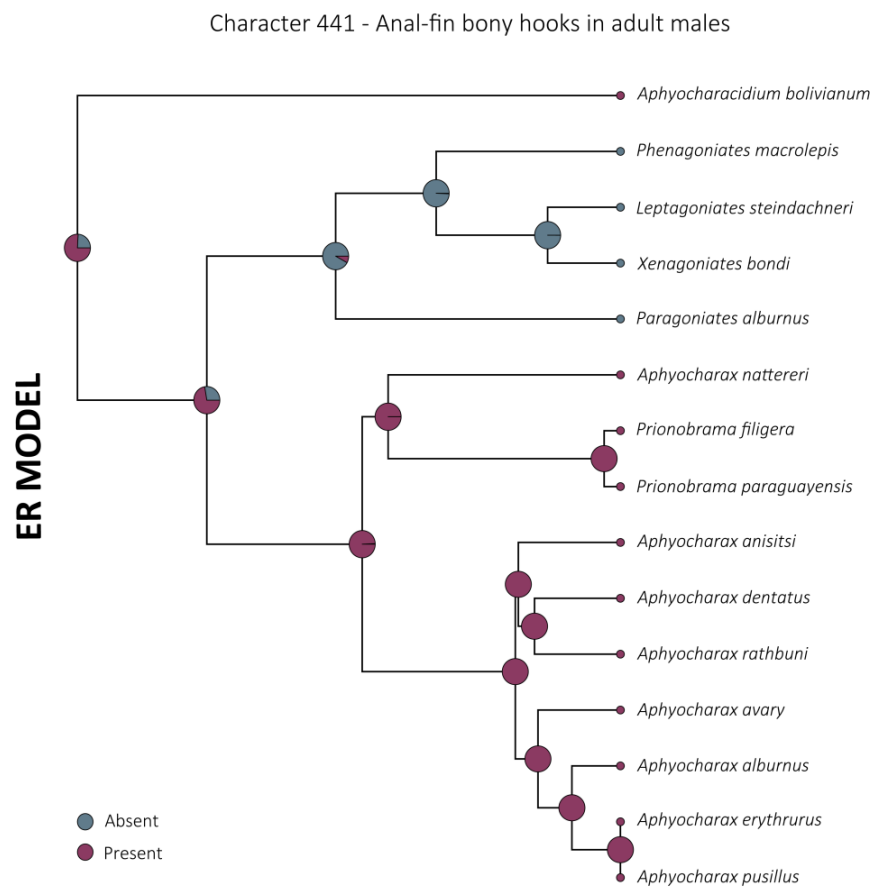 Character 441 - Anal-fin bony hooks in adult males
Aphyocharacidium bolivianum
Phenagoniates macrolepis
Leptagoniates steindachneri
Xenagoniates bondi
Paragoniates alburnus
Aphyocharax nattereri
Prionobrama filigera
Prionobrama paraguayensis
Aphyocharax anisitsi
Aphyocharax dentatus
Aphyocharax rathbuni
Aphyocharax avary
Aphyocharax alburnus
Aphyocharax erythrurus
Aphyocharax pusillus
ER MODEL
Absent
Present